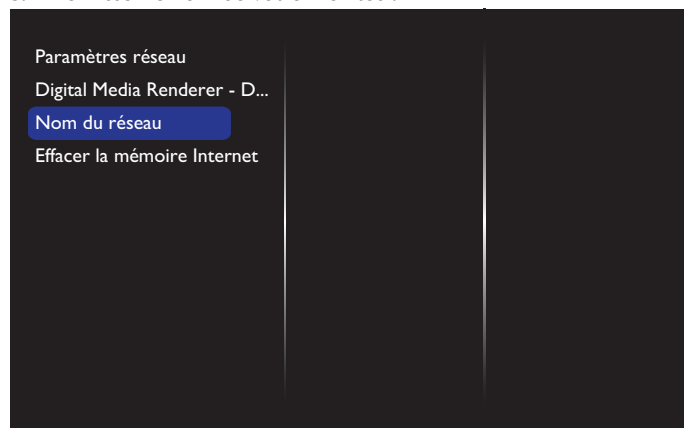 Paramètres réseau
Digital Media Renderer - D...
Nom du réseau
Effacer la mémoire Internet